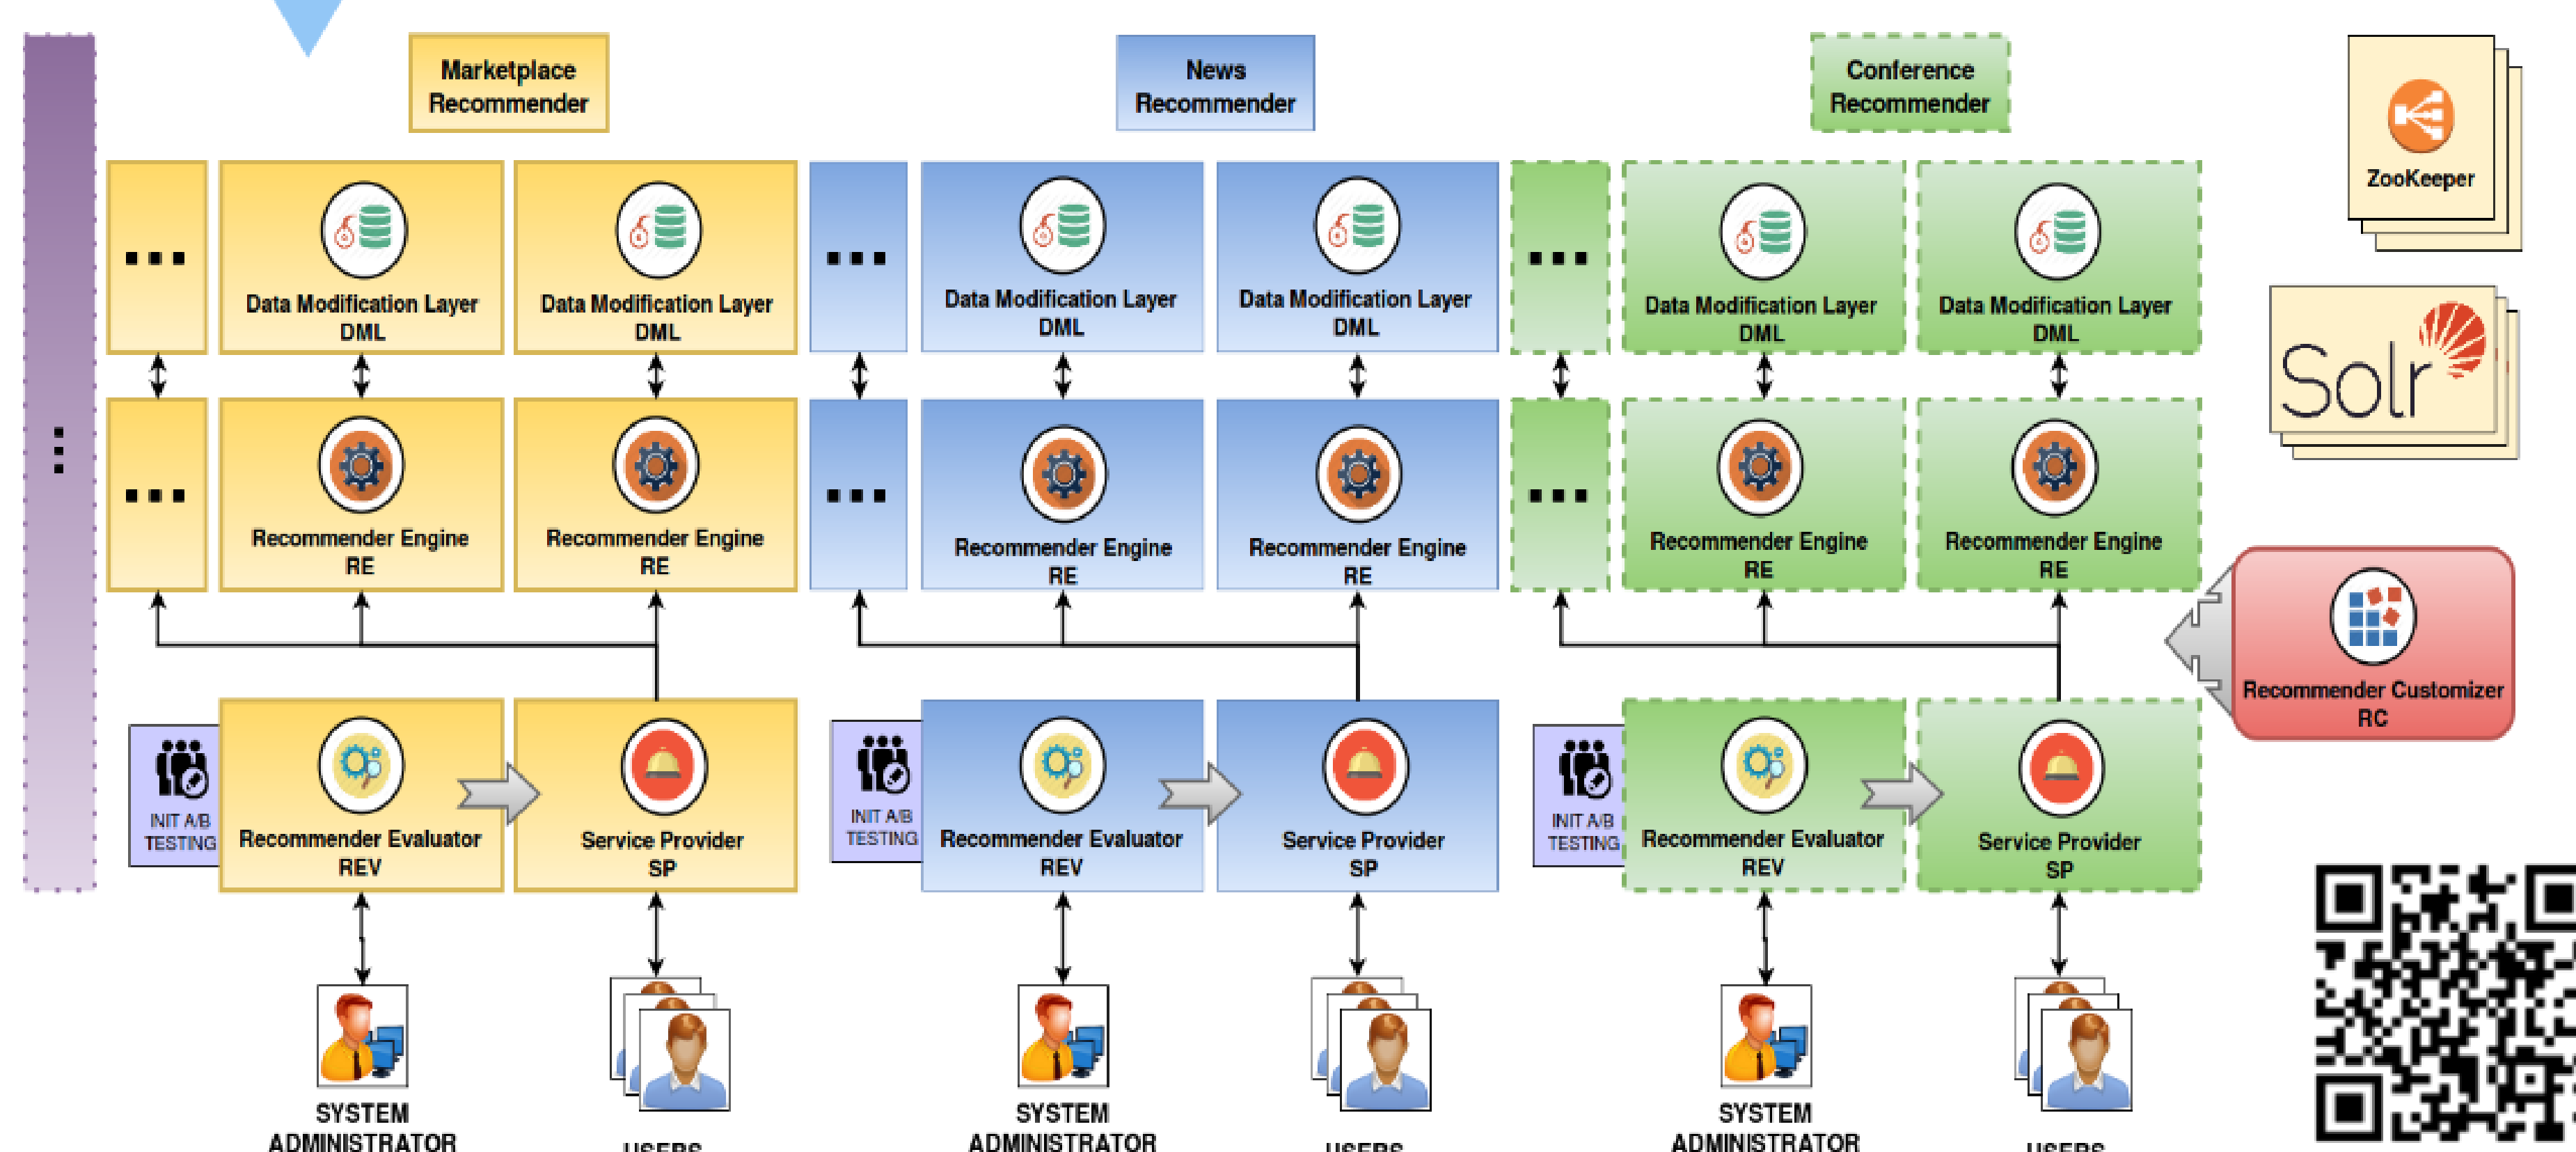 Marketplace
Recommender
News
Recommender
Conference
Recommender
ZooKeeper
...
Data Modification Layer
DML
Data Modification Layer
DML
...
Data Modification Layer
DML
Data Modification Layer
DML
...
Data Modification Layer
DML
Data Modification Layer
DML
Solr
...
...
Recommender Engine
RE
Recommender Engine
RE
...
Recommender Engine
RE
Recommender Engine
RE
...
Recommender Engine
RE
Recommender Engine
RE
Recommender Customizer
RC
INIT A/B
TESTING
Recommender Evaluator
REV
Service Provider
SP
INIT A/B
TESTING
Recommender Evaluator
REV
Service Provider
SP
INIT A/B
TESTING
Recommender Evaluator
REV
Service Provider
SP
SYSTEM
ADMINISTRATOR
USERS
SYSTEM
ADMINISTRATOR
USERS
SYSTEM
ADMINISTRATOR
USERS